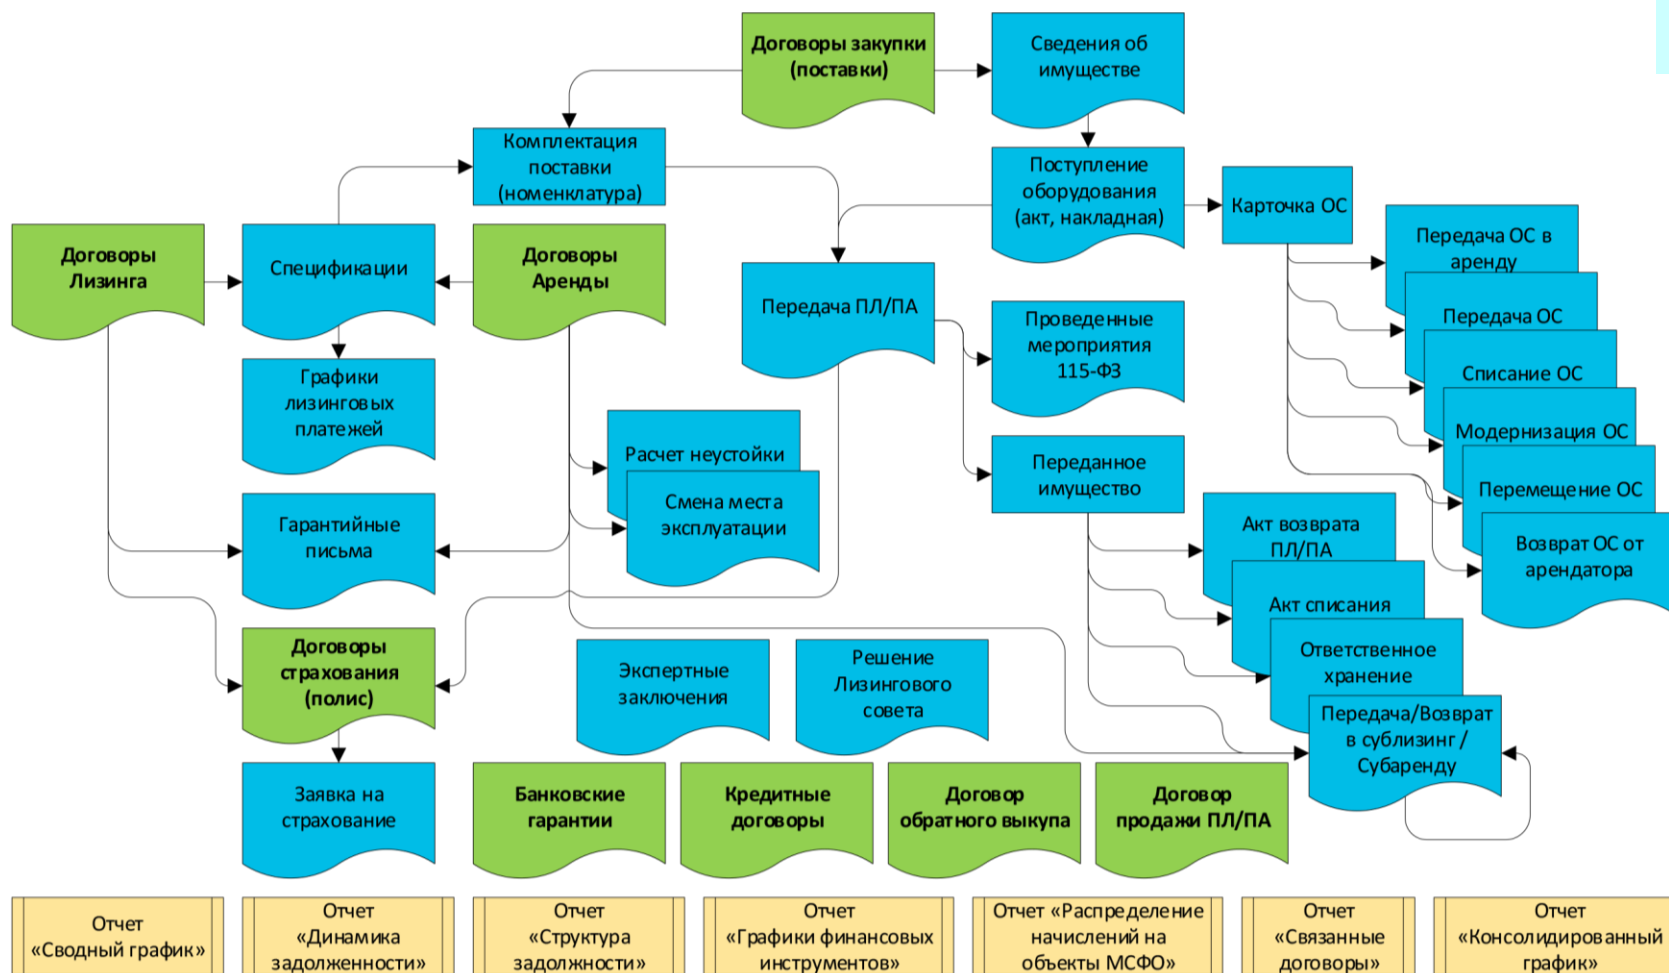 Договоры закупки
(поставки)
Сведения об
имуществе
Комплектация
поставки
(номенклатура)
Поступление
оборудования
(акт, накладная)
Карточка ОС
Договоры
Лизинга
Спецификации
Договоры
Аренды
Передача ПЛ/ПА
Передача ОС в
аренду
Передача ОС
Списание ОС
Модернизация ОС
Перемещение ОС
Возврат ОС от
арендатора
Проведенные
мероприятия
115-ФЗ
Графики
лизинговых
платежей
Расчет неустойки
Смена места
эксплуатации
Переданное
имущество
Гарантийные
письма
Акт возврата
ПЛ/ПА
Акт списания
Ответственное
хранение
Передача/Возврат
в сублизинг /
Субаренду
Договоры
страхования
(полис)
Экспертные
заключения
Решение
Лизингового
совета
Заявка на
страхование
Банковские
гарантии
Кредитные
договоры
Договор
обратного выкупа
Договор
продажи ПЛ/ПА
Отчет
«Сводный график»
Отчет
«Динамика
задолженности»
Отчет
«Структура
задолжности»
Отчет
«Графики финансовых
инструментов»
Отчет «Распределение
начислений на
объекты МСФО»
Отчет
«Связанные
договоры»
Отчет
«Консолидированный
график»